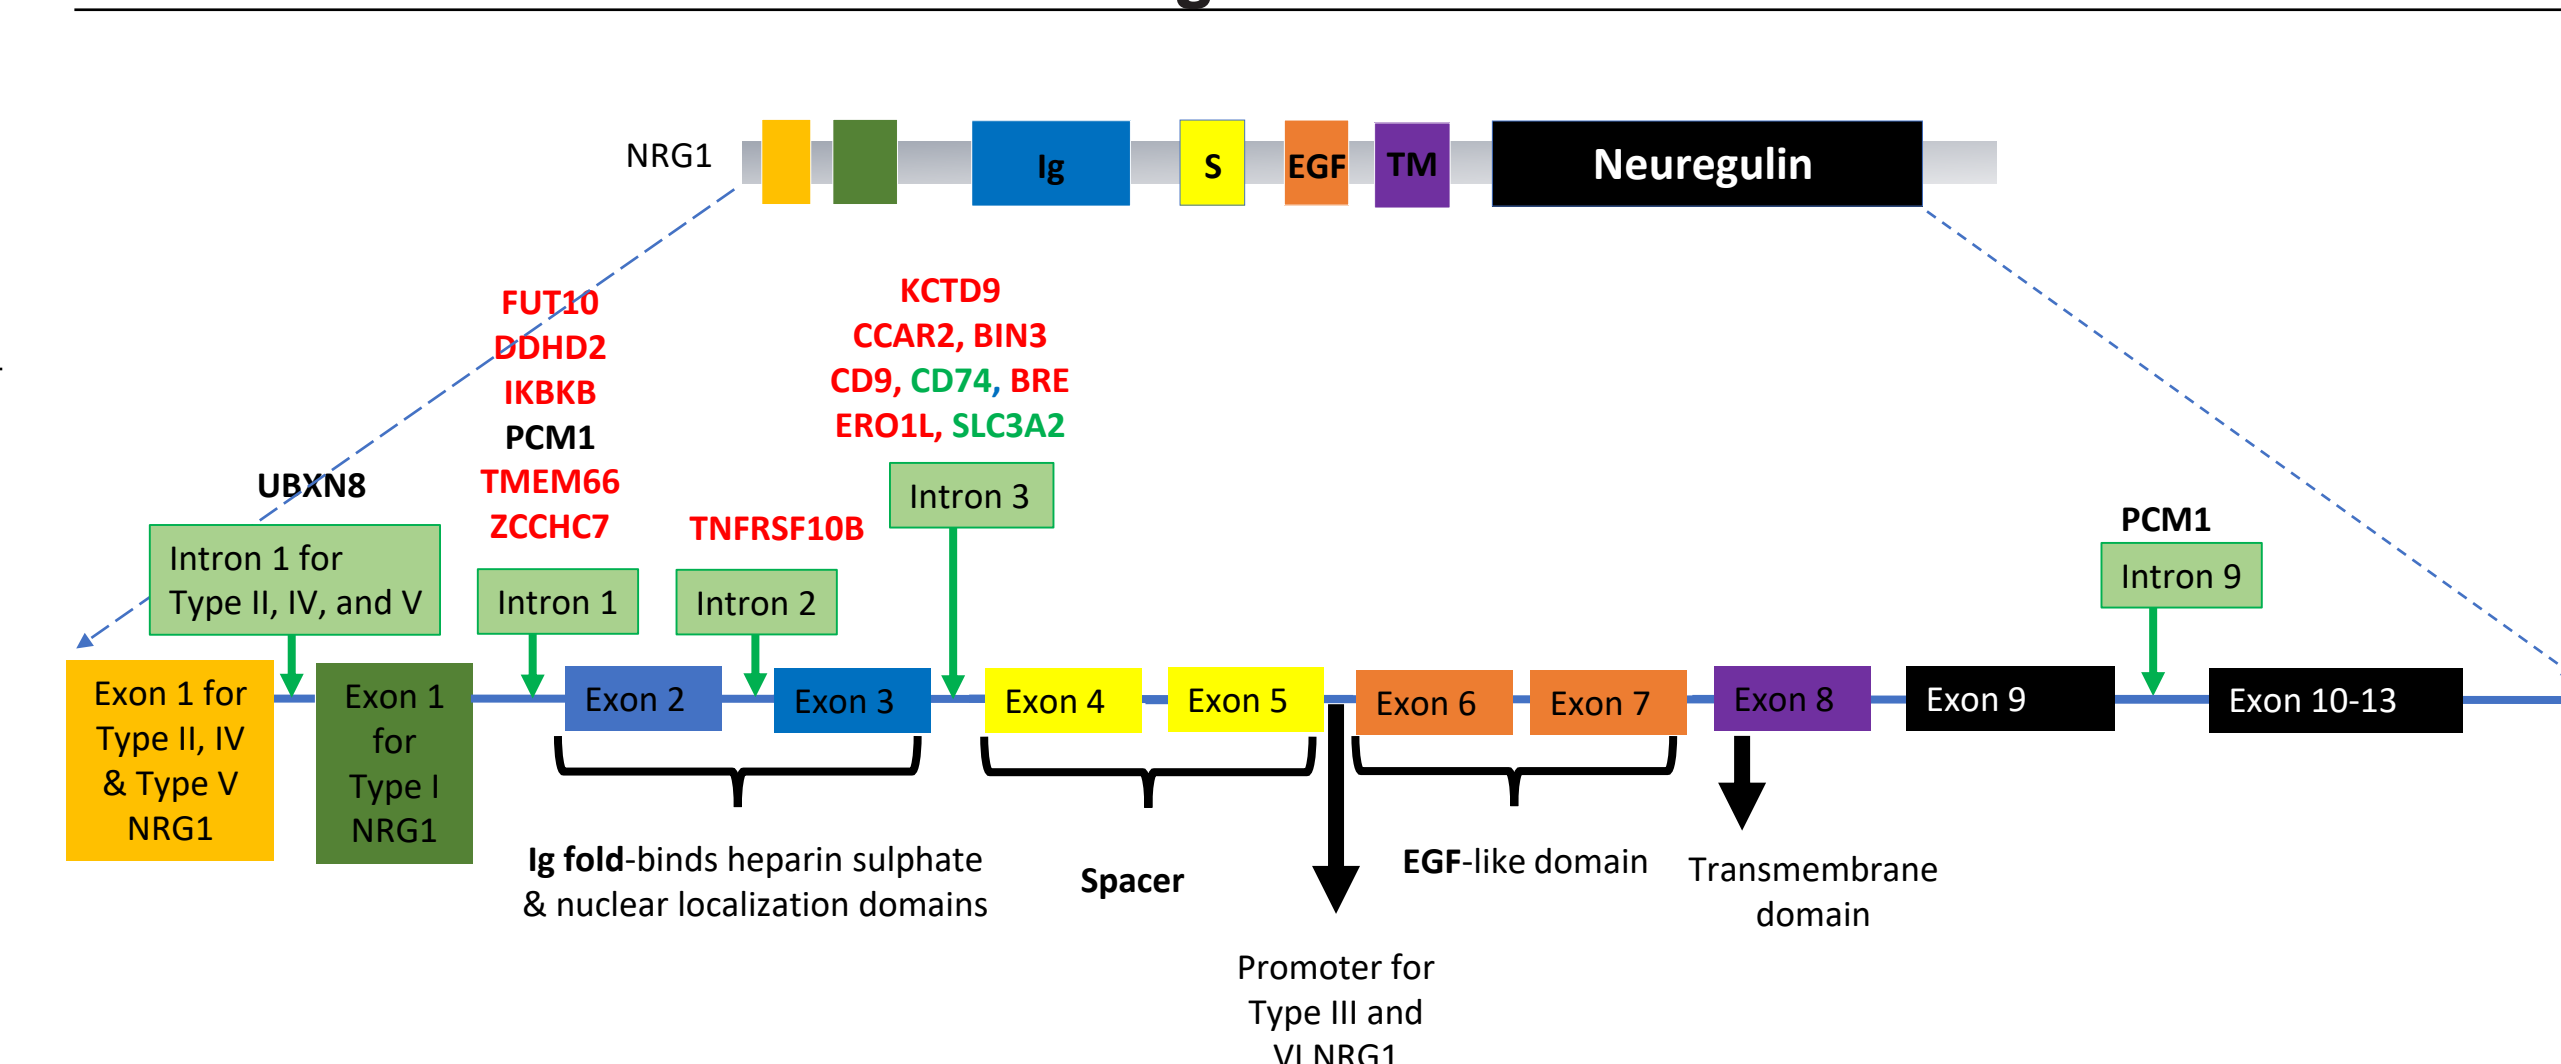 NRG1
Ig
S
EGF
TM
Neuregulin
FUT10
DDHD2
IKBKB
PCM1
TMEM66
ZCCHC7
KCTD9
CCAR2, BIN3
CD9, CD74, BRE
ERO1L, SLC3A2
UBXN8
TNFRSF10B
PCM1
Intron 1 for
Type II, IV, and V
Intron 1
Intron 2
Intron 3
Intron 9
Exon 1 for
Type II, IV
& Type V
NRG1
Exon 1
for
Type I
NRG1
Exon 2
Exon 3
Exon 4
Exon 5
Exon 6
Exon 7
Exon 8
Exon 9
Exon 10-13
Ig fold-binds heparin sulphate
& nuclear localization domains
Spacer
EGF-like domain
Transmembrane
domain
Promoter for
Type III and
VI NRG1